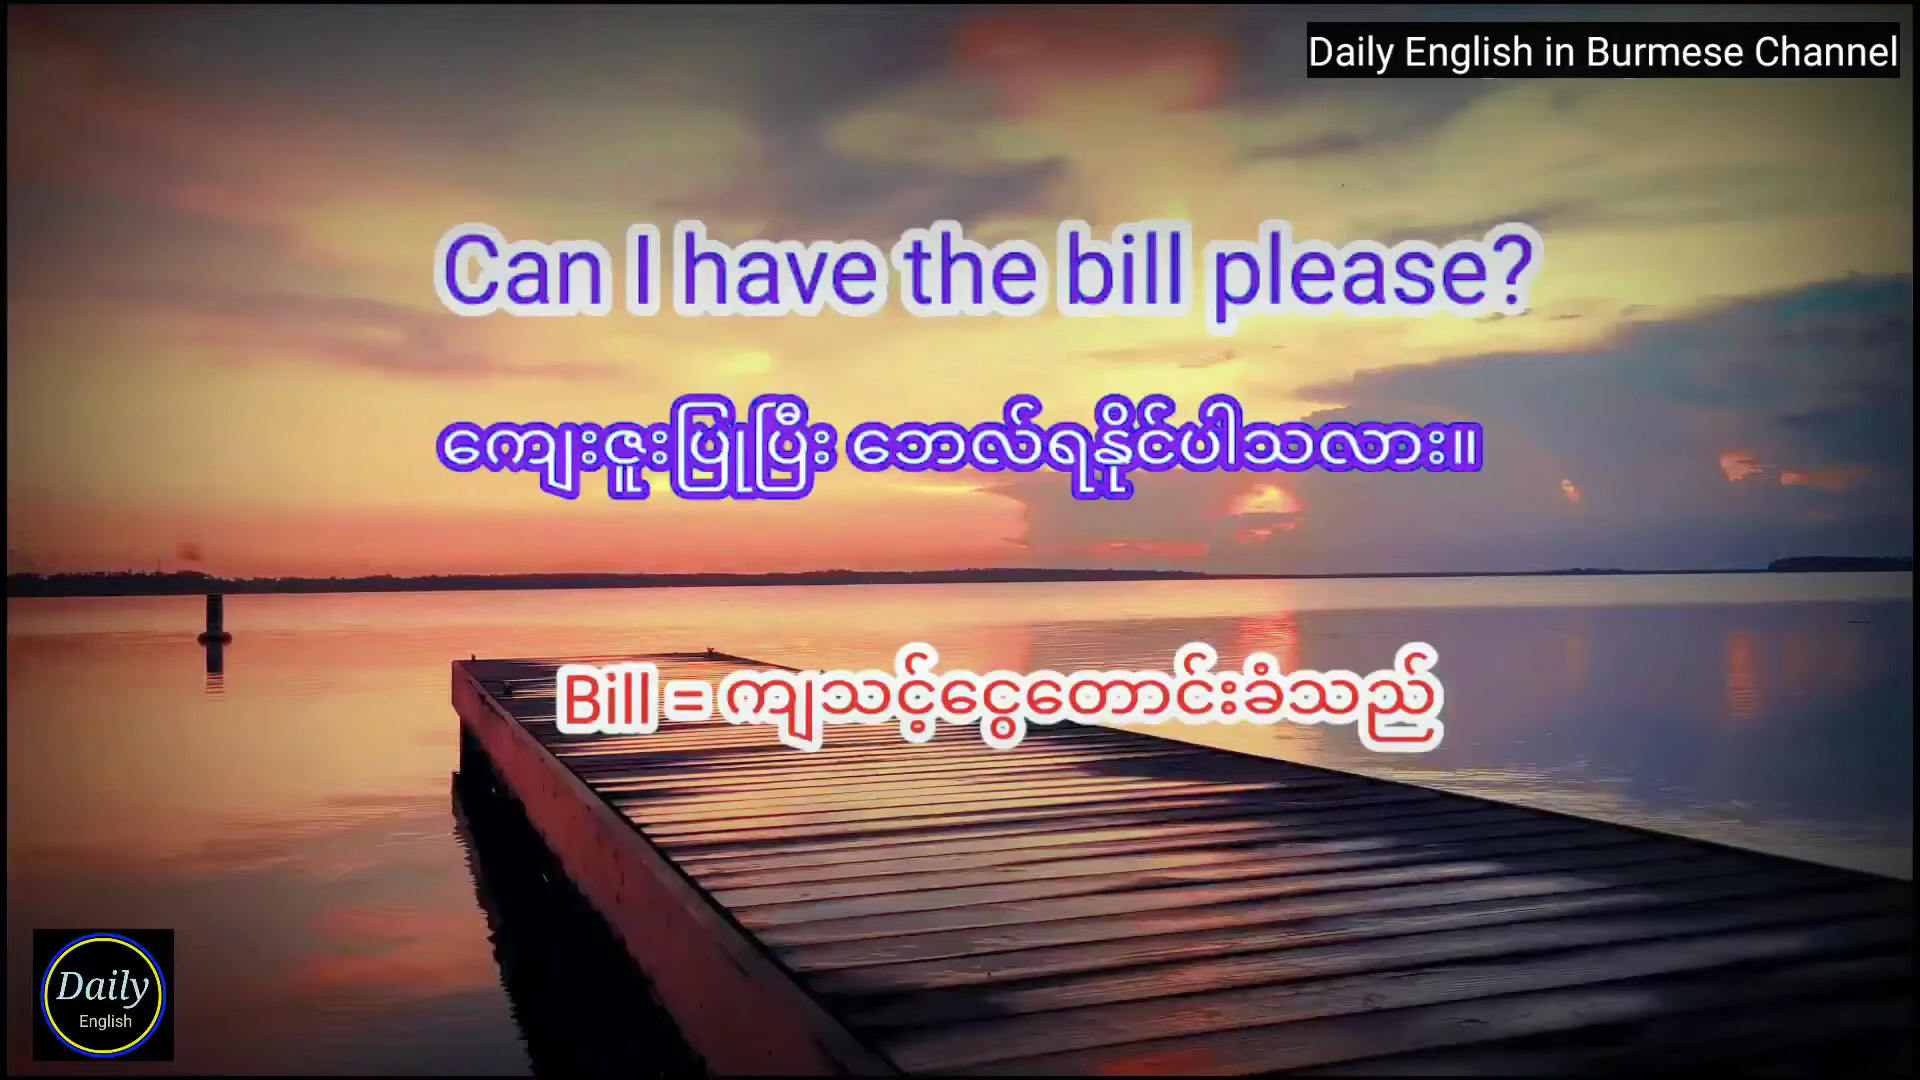 Daily English in Burmese Channel
Can I have the bill please?
ကျေးဇူးပြုပြီး ဘေလ်ရနိုင်ပါသလား။
Bill = ကျသင့်ငွေတောင်းခံသည်
Daily
English